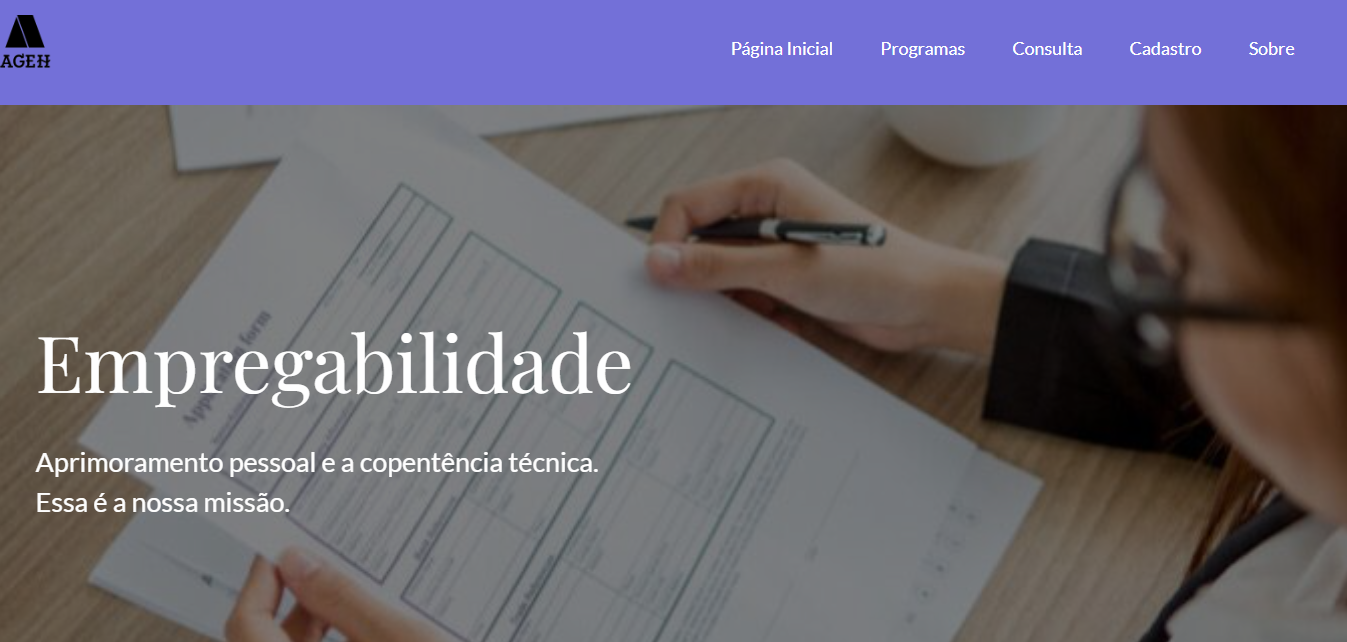 AGEH
Página Inicial Programas Consulta Cadastro Sobre
Empregabilidade
Aprimoramento pessoal e a copentência técnica.
Essa é a nossa missão.